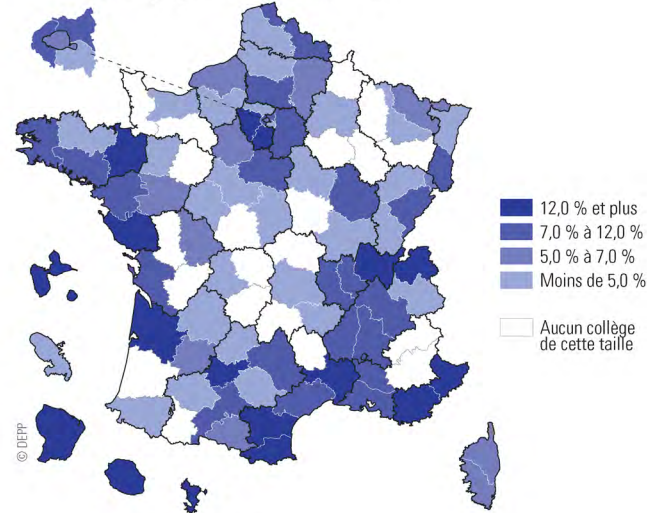 12,0 % et plus
7,0 % à 12,0 %
5,0 % à 7,0 %
Moins de 5,0 %
Aucun collège
de cette taille
© DEPP